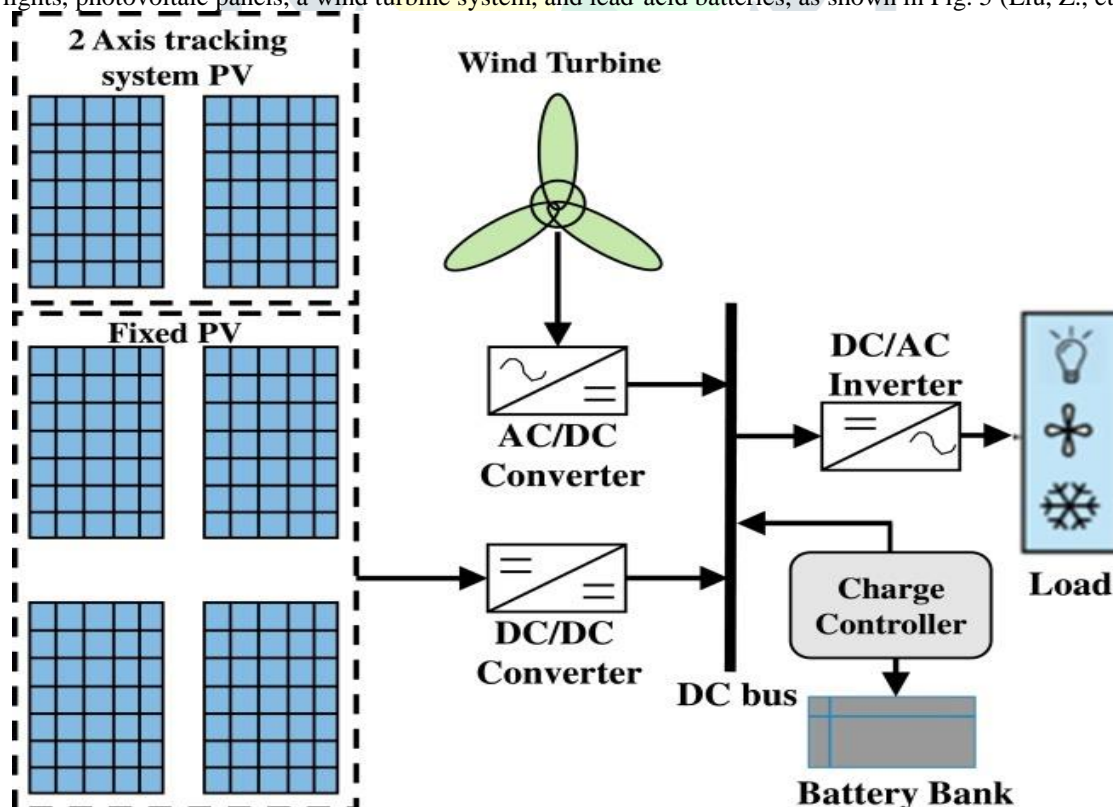 lights, photovoltaic panels, a wind turbine system, and lead-acid batteries, as shown in Fig. 5 (Liu, Z., et
2 Axis tracking
system PV
Wind Turbine
Fixed PV
AC/DC
Converter
DC/AC
Inverter
DC/DC
Converter
DC bus
Charge
Controller
Load
Battery Bank